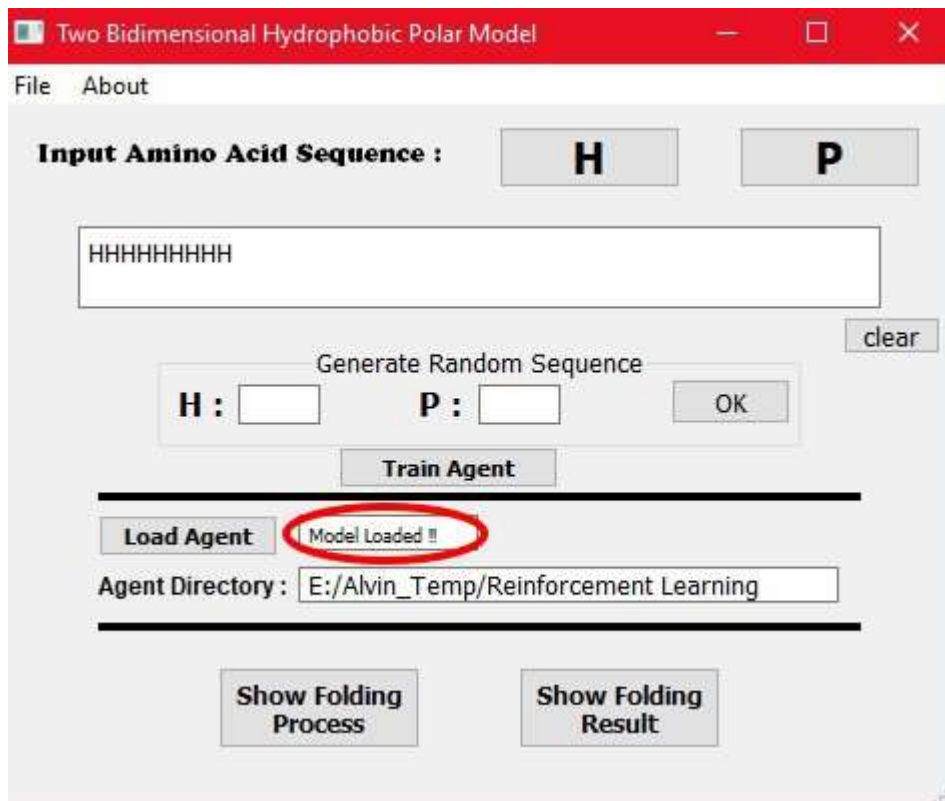 Two Bidimensional Hydrophobic Polar Model
File About
Input Amino Acid Sequence : H P
HHHHHHHHH
clear
Generate Random Sequence
H : P : OK
Train Agent
Load Agent Model Loaded !!
Agent Directory : E:/Alvin_Temp/Reinforcement Learning
Show Folding Process
Show Folding Result